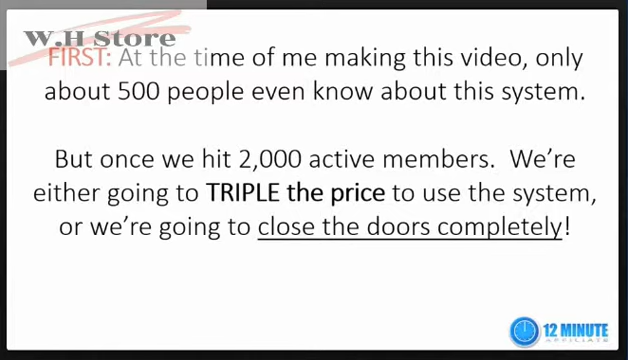 W.H Store
FIRST: At the time of me making this video, only
about 500 people even know about this system.
But once we hit 2,000 active members. We’re
either going to TRIPLE the price to use the system,
or we’re going to close the doors completely!
12 MINUTE
AFFILIATE